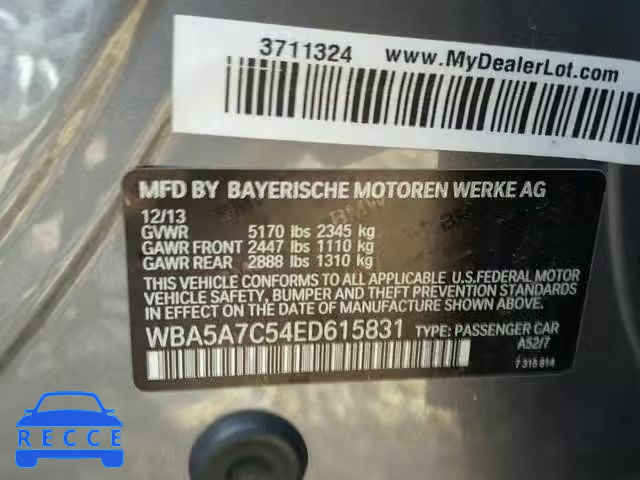 3711324 www.MyDealerLot.com
MFD BY BAYERISCHE MOTOREN WERKE AG
12/13
GVWR 5170 lbs 2345 kg
GAWR FRONT 2447 lbs 1110 kg
GAWR REAR 2888 lbs 1310 kg
THIS VEHICLE CONFORMS TO ALL APPLICABLE U.S.FEDERAL MOTOR
VEHICLE SAFETY, BUMPER AND THEFT PREVENTION STANDARDS
IN EFFECT ON THE DATE OF MANUFACTURE SHOWN ABOVE.
WBA5A7C54ED615831 TYPE: PASSENGER CAR
A52/7
7 315 814
RECCE